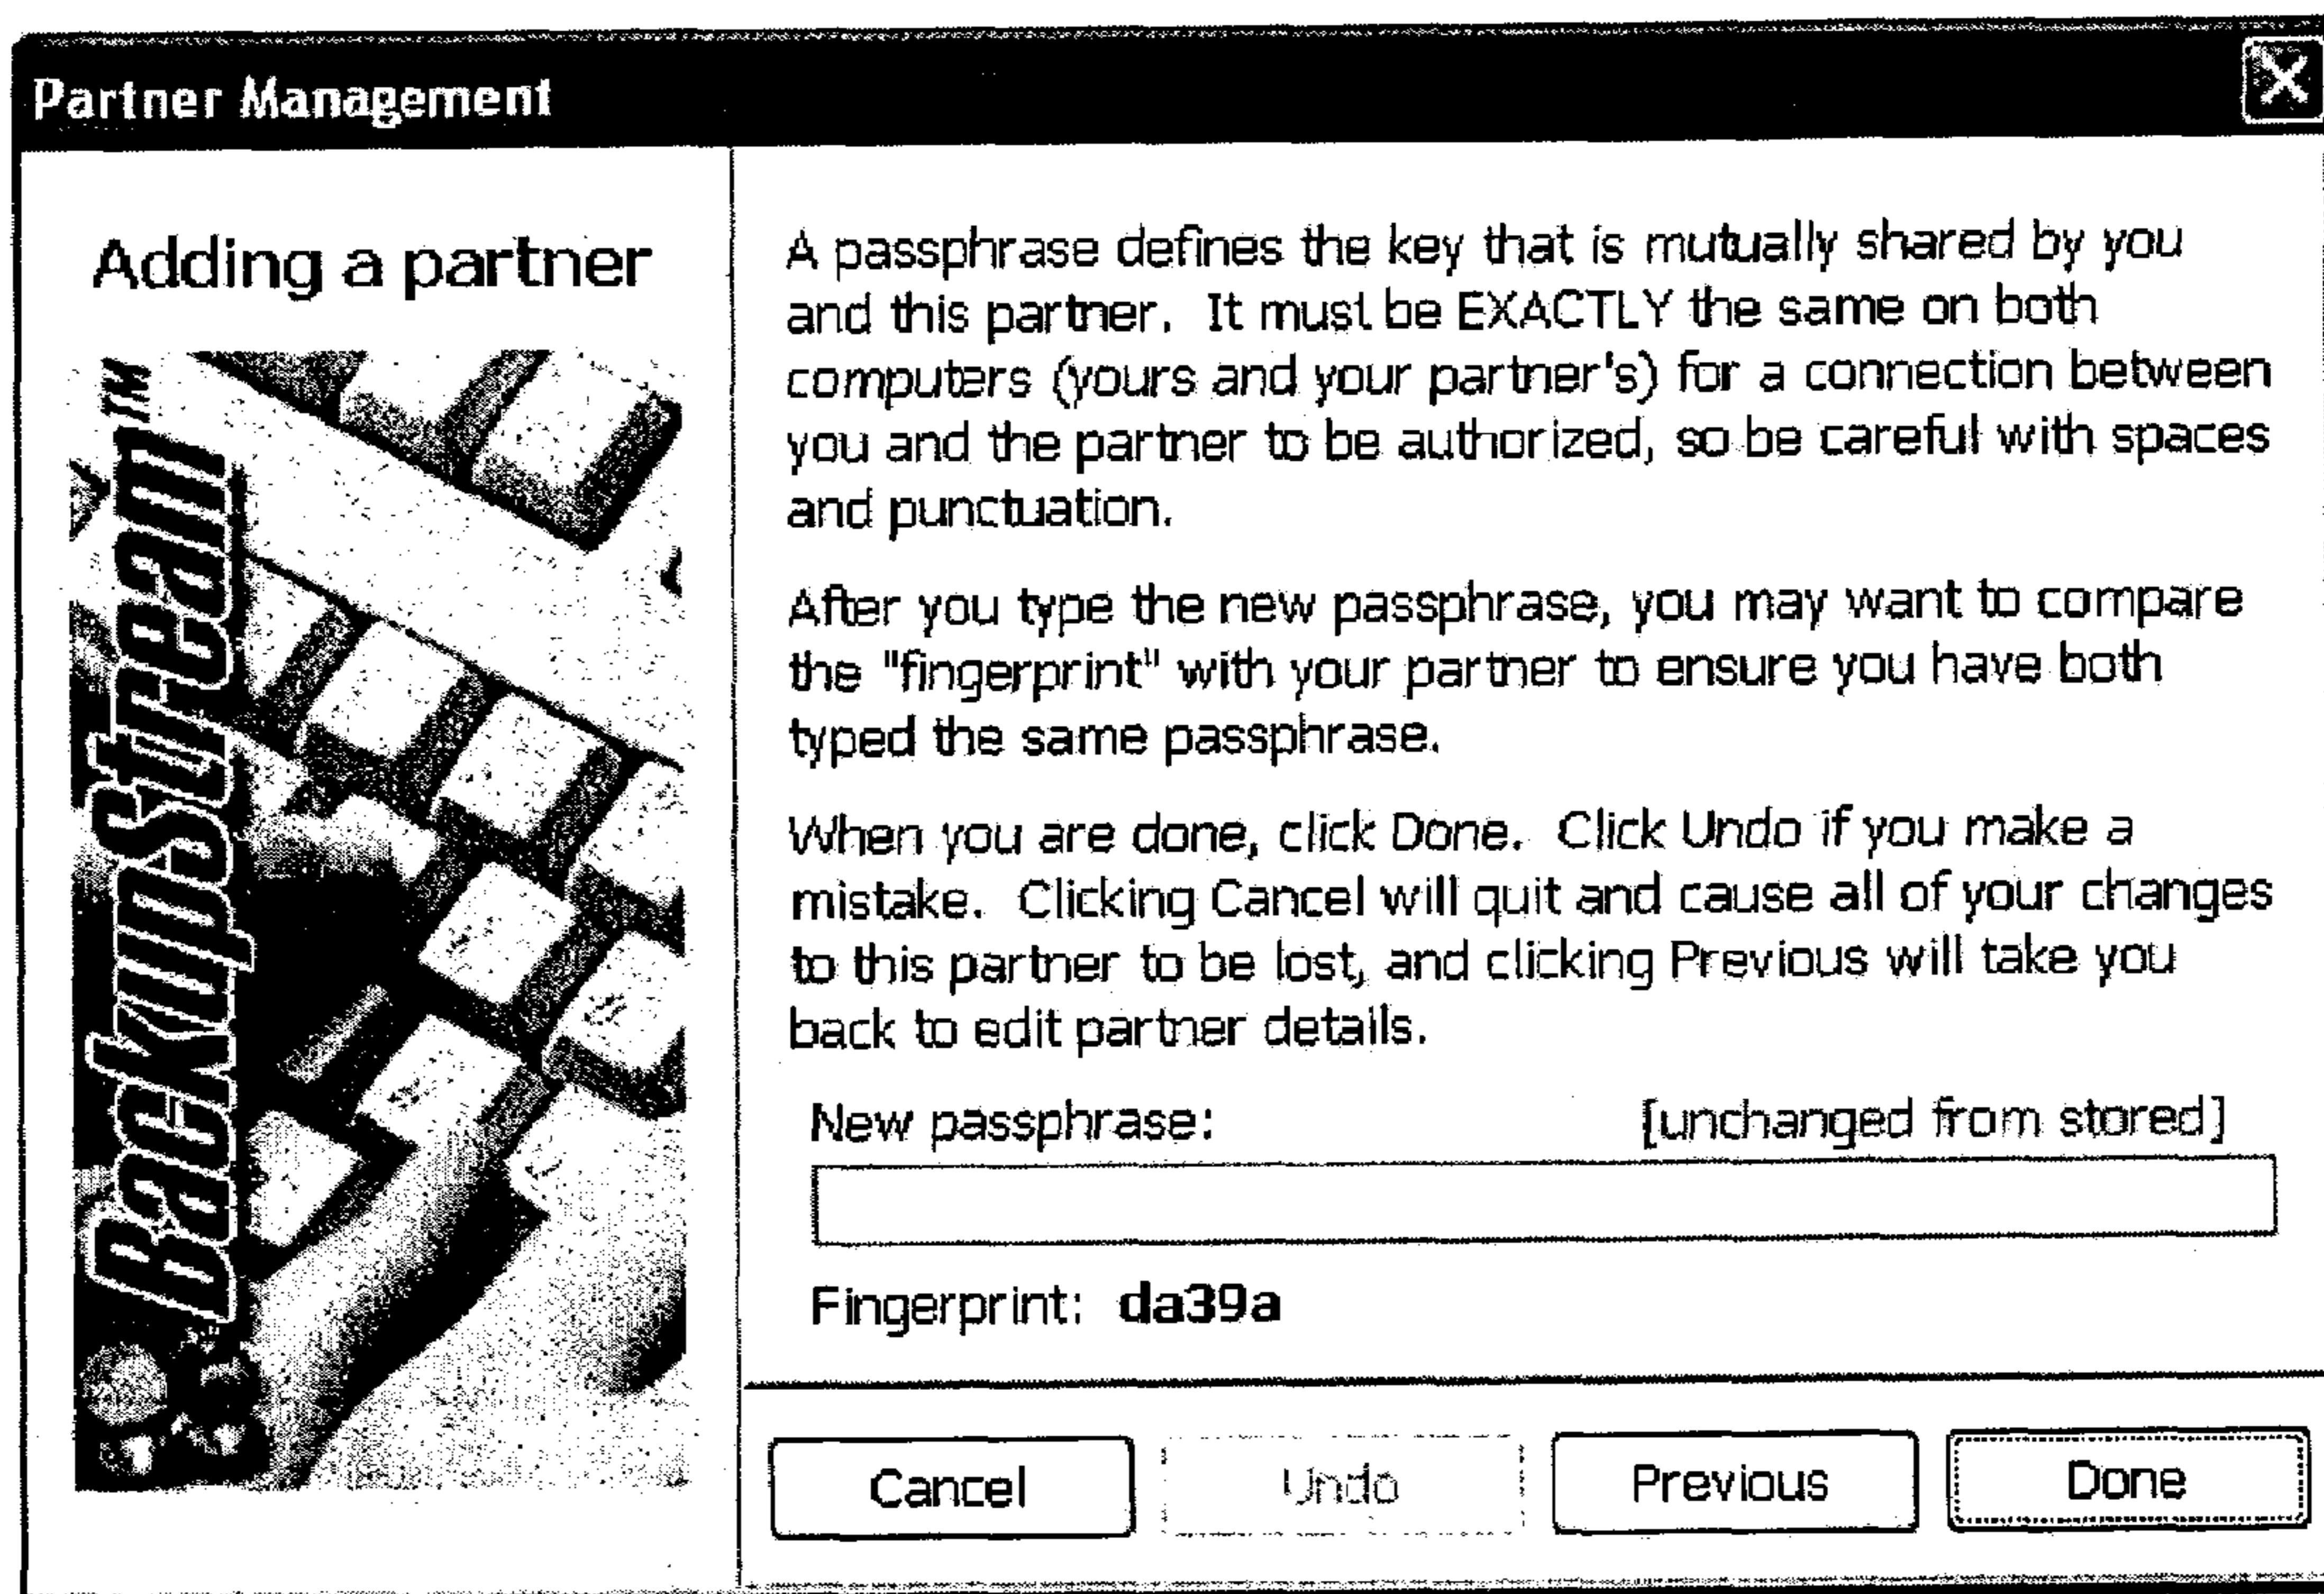 Partner Management
Adding a partner
BackupStream™
A passphrase defines the key that is mutually shared by you
and this partner.  It must be EXACTLY the same on both
computers (yours and your partner's) for a connection between
you and the partner to be authorized, so be careful with spaces
and punctuation.
After you type the new passphrase, you may want to compare
the "fingerprint" with your partner to ensure you have both
typed the same passphrase.
When you are done, click Done.  Click Undo if you make a
mistake.  Clicking Cancel will quit and cause all of your changes
to this partner to be lost, and clicking Previous will take you
back to edit partner details.
New passphrase: [unchanged from stored]
Fingerprint: da39a
Cancel Undo Previous Done